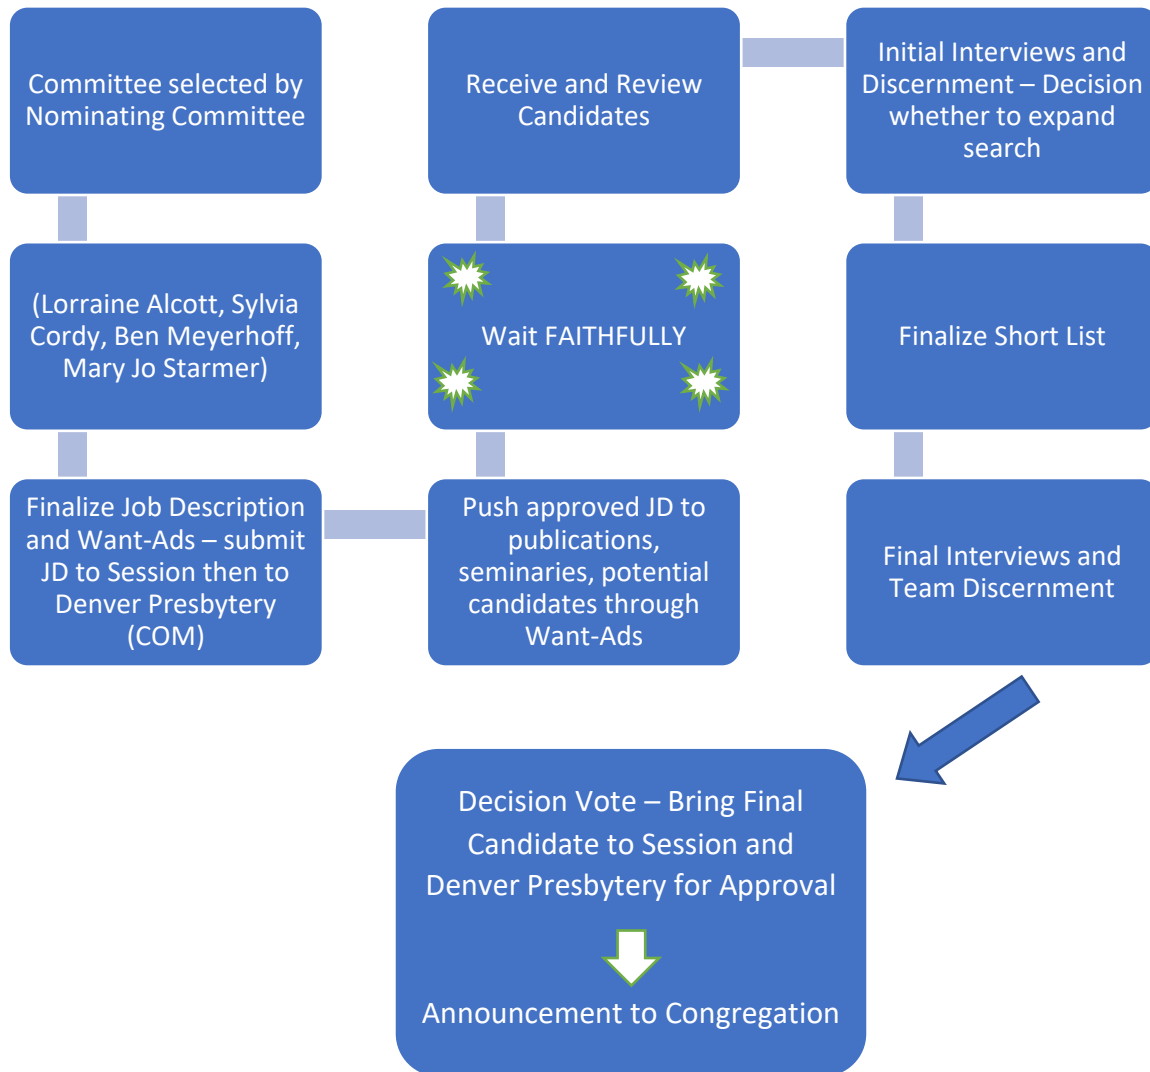 Committee selected by
Nominating Committee
(Lorraine Alcott, Sylvia
Cordy, Ben Meyerhoff,
Mary Jo Starmer)
Finalize Job Description
and Want-Ads – submit
JD to Session then to
Denver Presbytery
(COM)
Push approved JD to
publications,
seminaries, potential
candidates through
Want-Ads
Wait FAITHFULLY
Receive and Review
Candidates
Initial Interviews and
Discernment – Decision
whether to expand
search
Finalize Short List
Final Interviews and
Team Discernment
Decision Vote – Bring Final
Candidate to Session and
Denver Presbytery for Approval
Announcement to Congregation